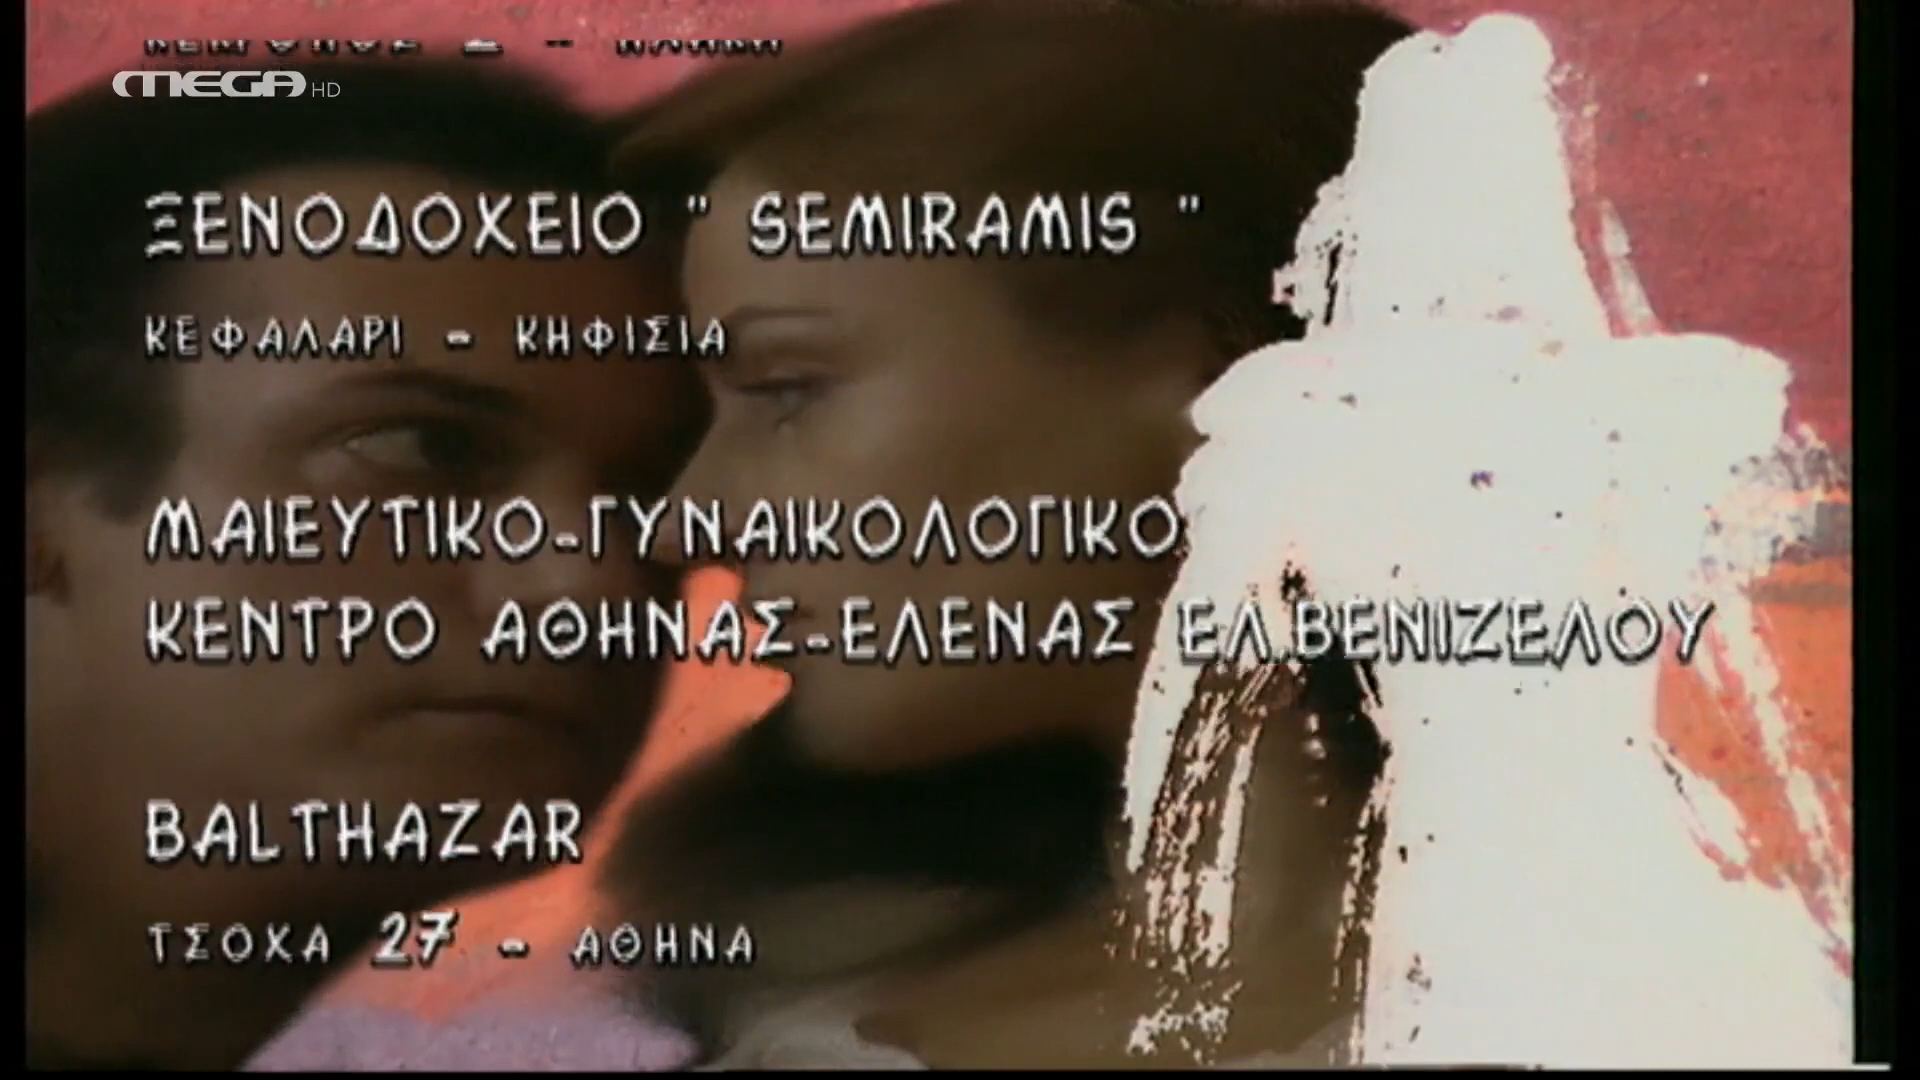 MEGA HD
ΞΕΝΟΔΟΧΕΙΟ " SEMIRAMIS "
ΚΕΦΑΛΑΡΙ - ΚΗΦΙΣΙΑ
ΜΑΙΕΥΤΙΚΟ-ΓΥΝΑΙΚΟΛΟΓΙΚΟ
ΚΕΝΤΡΟ ΑΘΗΝΑΣ-ΕΛΕΝΑΣ ΕΛ.ΒΕΝΙΖΕΛΟΥ
BALTHAZAR
ΤΣΟΧΑ 27 - ΑΘΗΝΑ